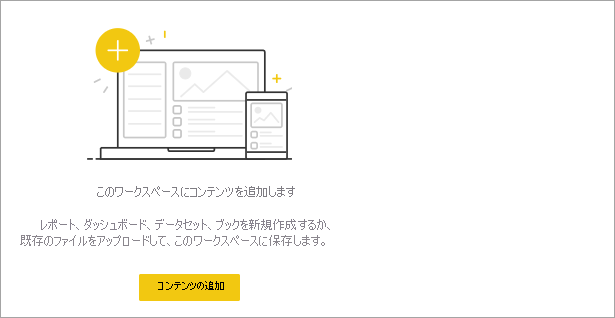 このワークスペースにコンテンツを追加します
レポート、ダッシュボード、データセット、ブックを新規作成するか、
既存のファイルをアップロードして、このワークスペースに保存します。
コンテンツの追加